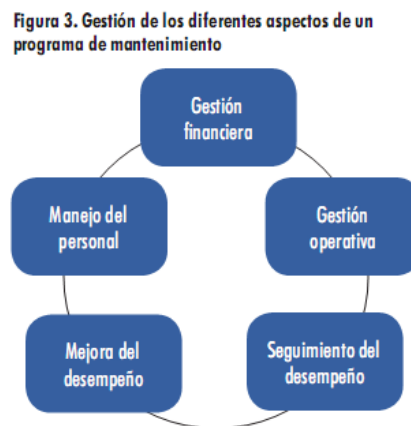 Figura 3. Gestión de los diferentes aspectos de un
programa de mantenimiento
Gestión
financiera
Manejo del
personal
Gestión
operativa
Mejora del
desempeño
Seguimiento del
desempeño